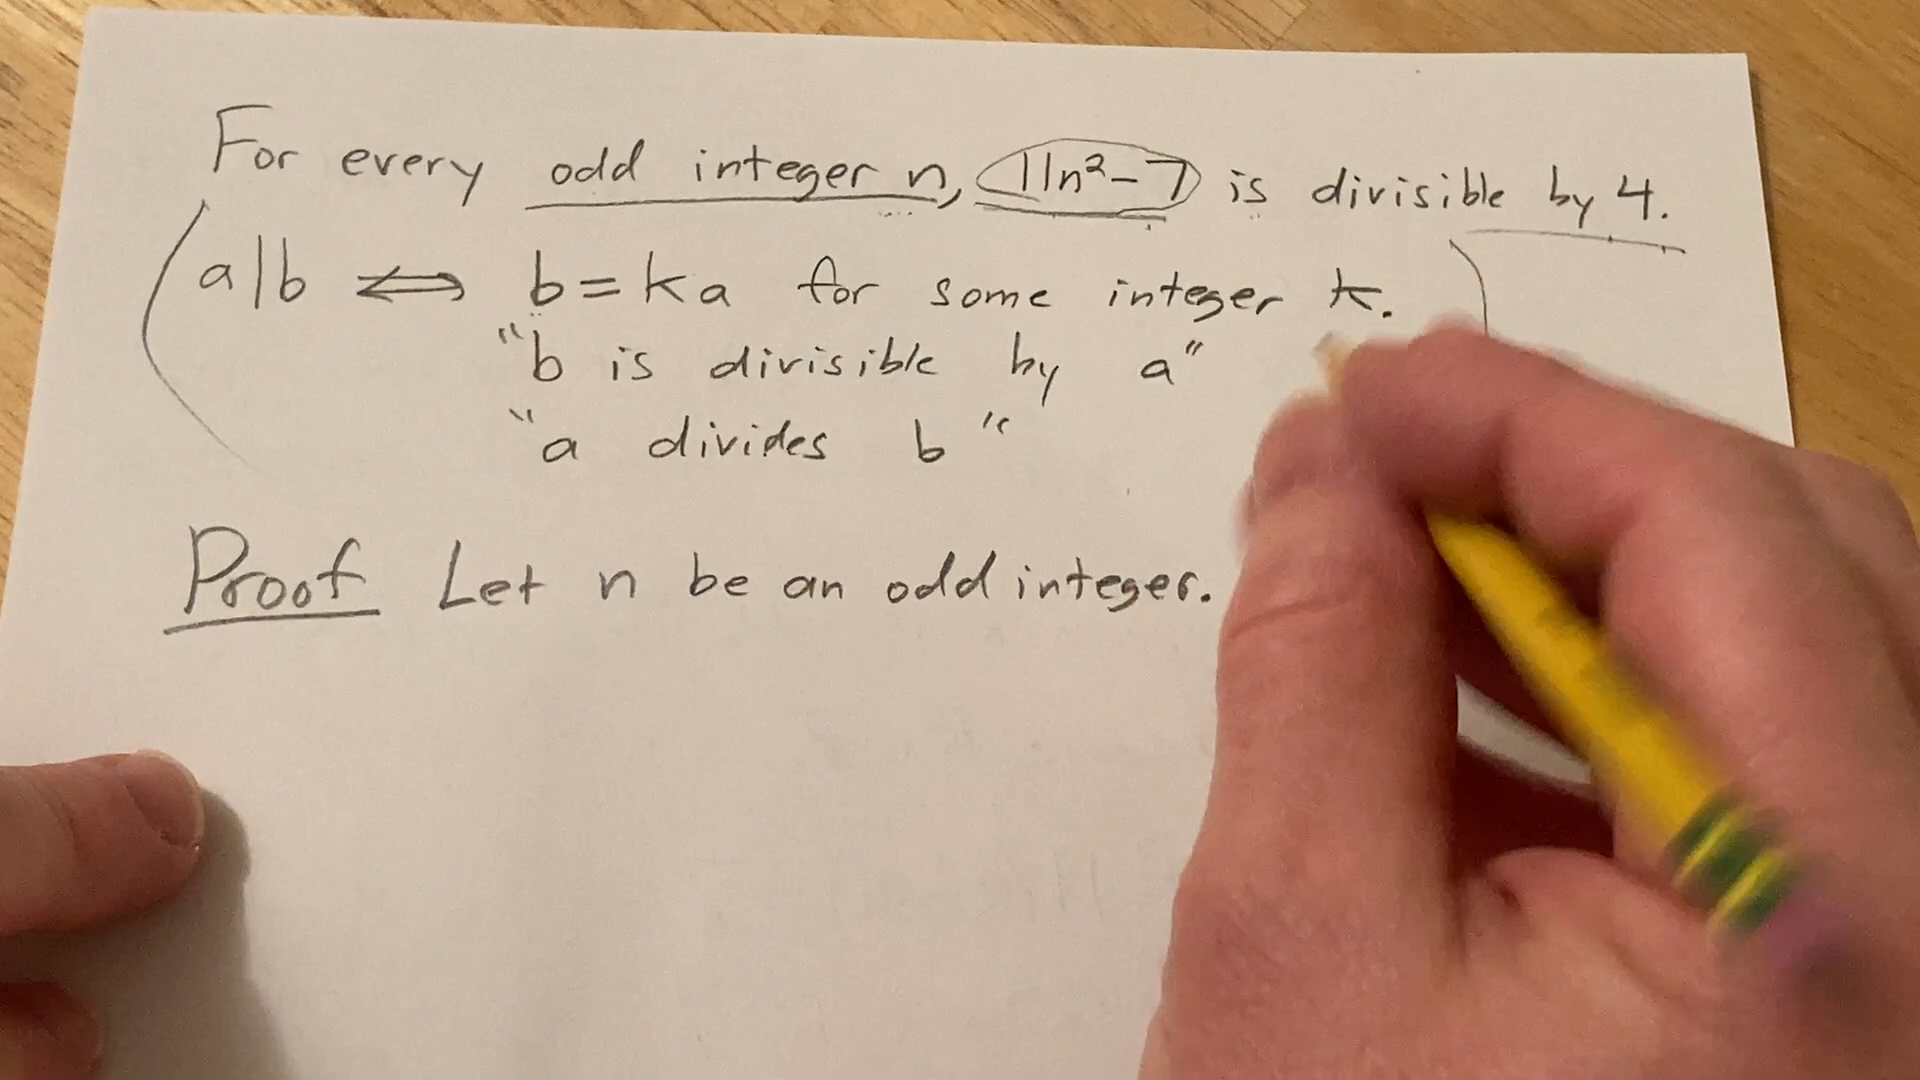 For every odd integer n, 11n²-7 is divisible by 4.
a|b ⟺ b=ka for some integer k.
"b is divisible by a"
"a divides b"
Proof Let n be an odd integer.